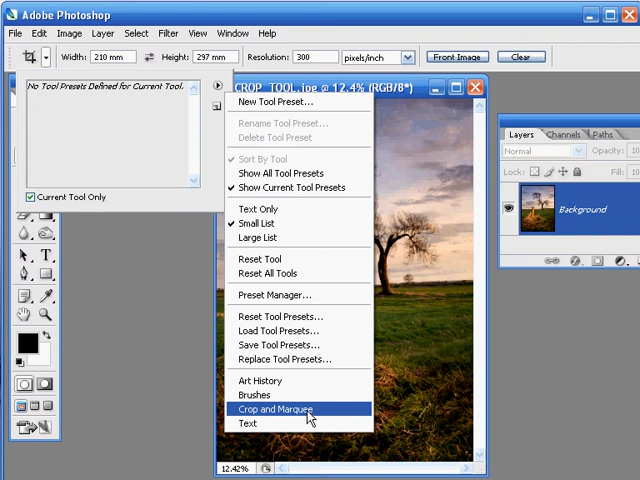 Adobe Photoshop
File Edit Image Layer Select Filter View Window Help
Width: 210 mm Height: 297 mm Resolution: 300 pixels/inch Front Image Clear
No Tool Presets Defined for Current Tool.
Current Tool Only
CROP_TOOL.jpg @ 12.4% (RGB/8*)
New Tool Preset...
Rename Tool Preset...
Delete Tool Preset
Sort By Tool
Show All Tool Presets
Show Current Tool Presets
Text Only
Small List
Large List
Reset Tool
Reset All Tools
Preset Manager...
Reset Tool Presets...
Load Tool Presets...
Save Tool Presets...
Replace Tool Presets...
Art History
Brushes
Crop and Marquee
Text
12.42%
Layers Channels Paths
Normal Opacity: 10
Lock: Fill: 10
Background